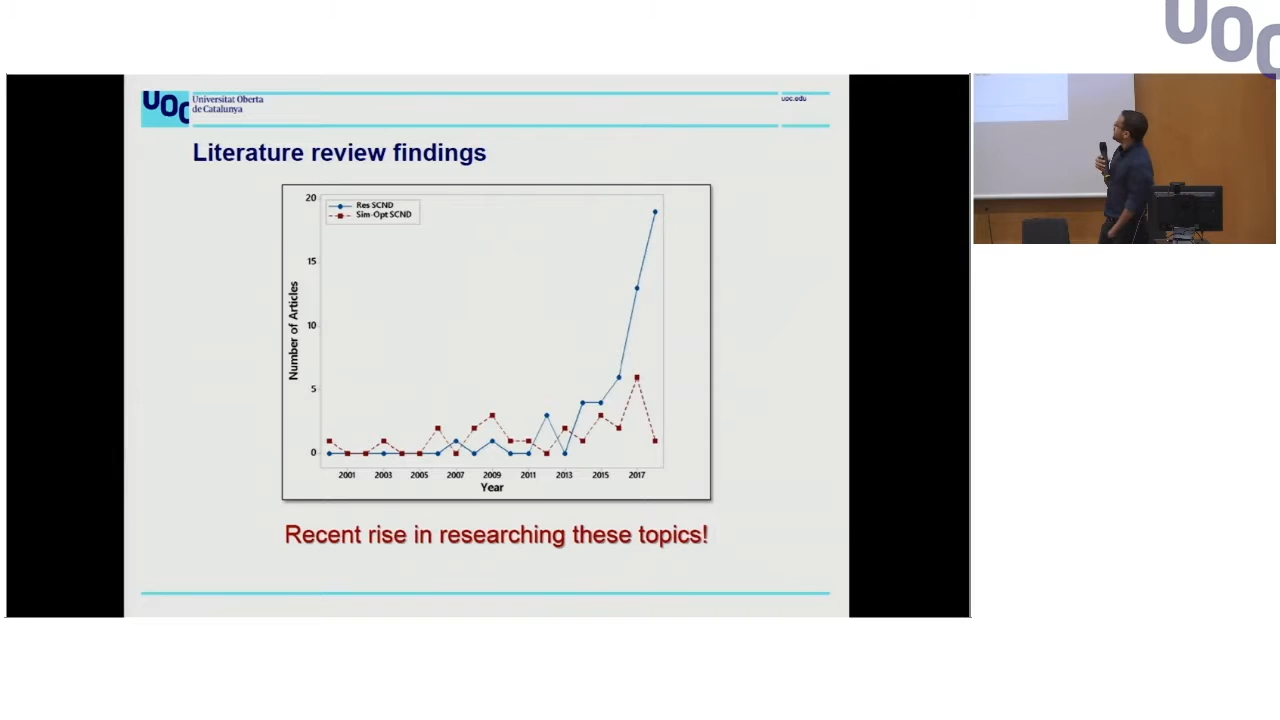 UOC
UOC
Universitat Oberta
de Catalunya
uoc.edu
Literature review findings
20
15
10
5
0
Res SCND
Sim-Opt SCND
Number of Articles
2001 2003 2005 2007 2009 2011 2013 2015 2017
Year
Recent rise in researching these topics!